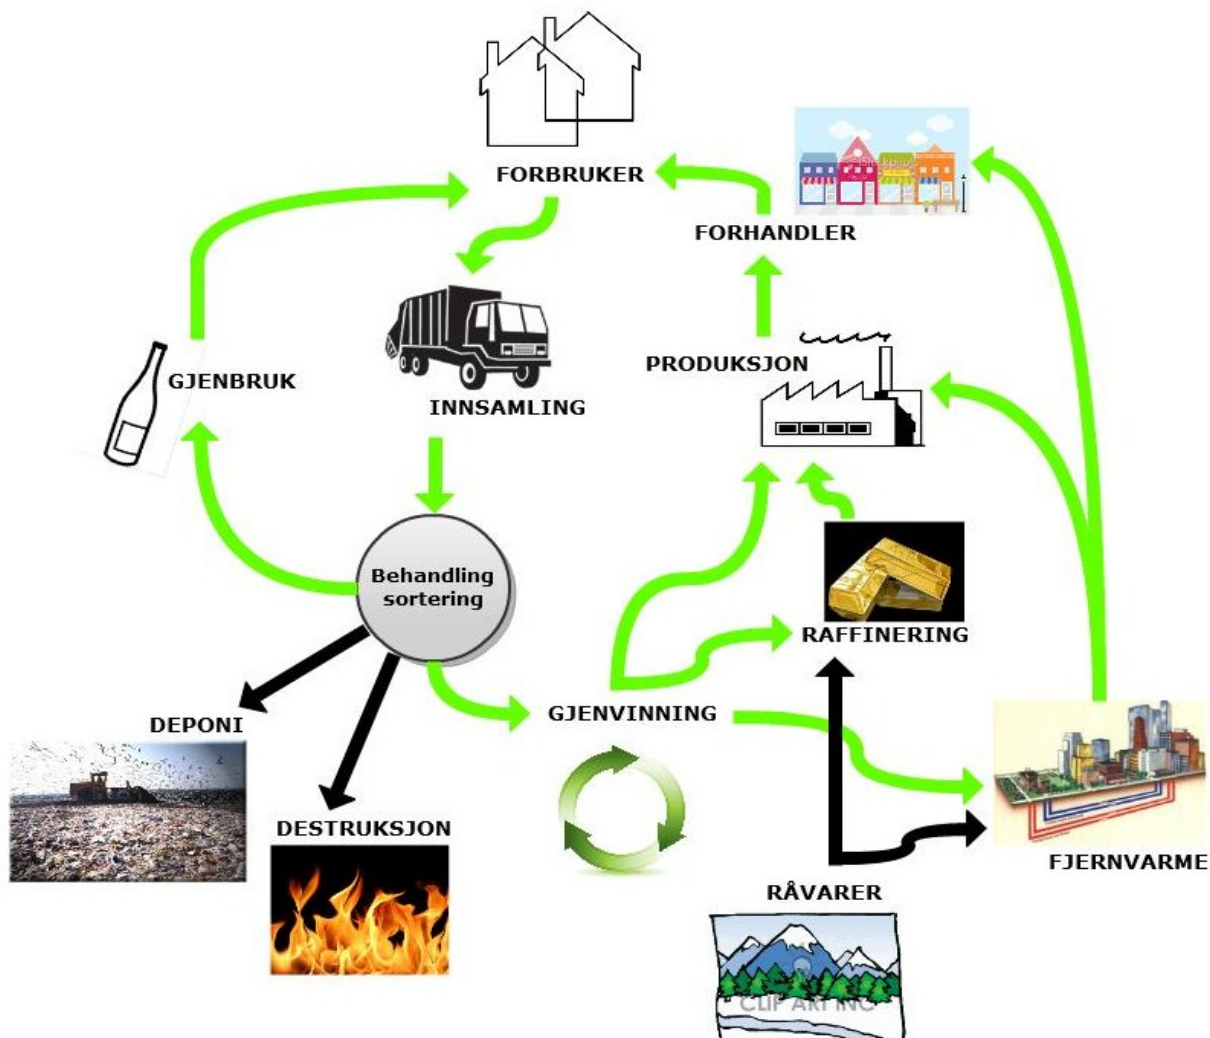 FORBRUKER
FORHANDLER
PRODUKSJON
GJENBRUK
INNSAMLING
Behandling
sortering
RAFFINERING
GJENVINNING
DEPONI
DESTRUKSJON
FJERNVARME
RÅVARER
CLIP ART INC